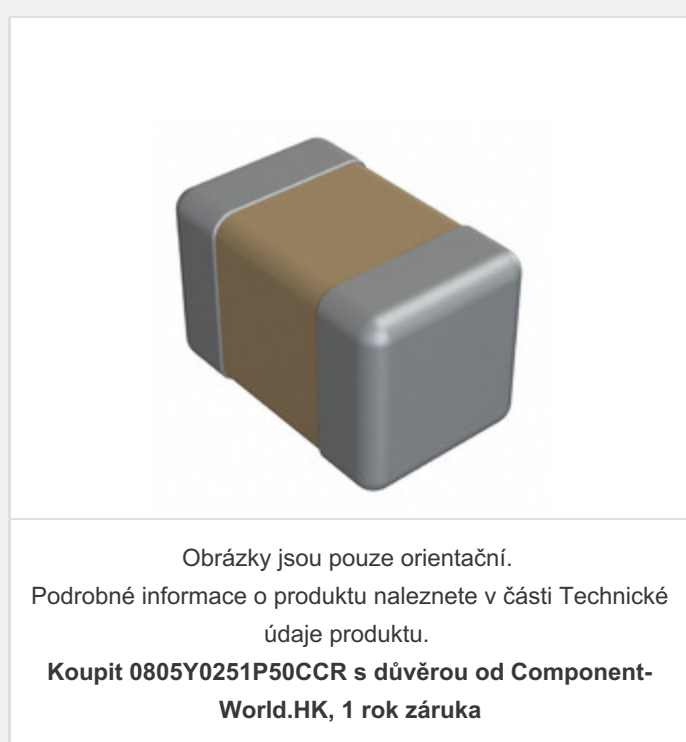 Obrázky jsou pouze orientační.
Podrobné informace o produktu naleznete v části Technické
údaje produktu.
Koupit 0805Y0251P50CCR s důvěrou od Component-
World.HK, 1 rok záruka